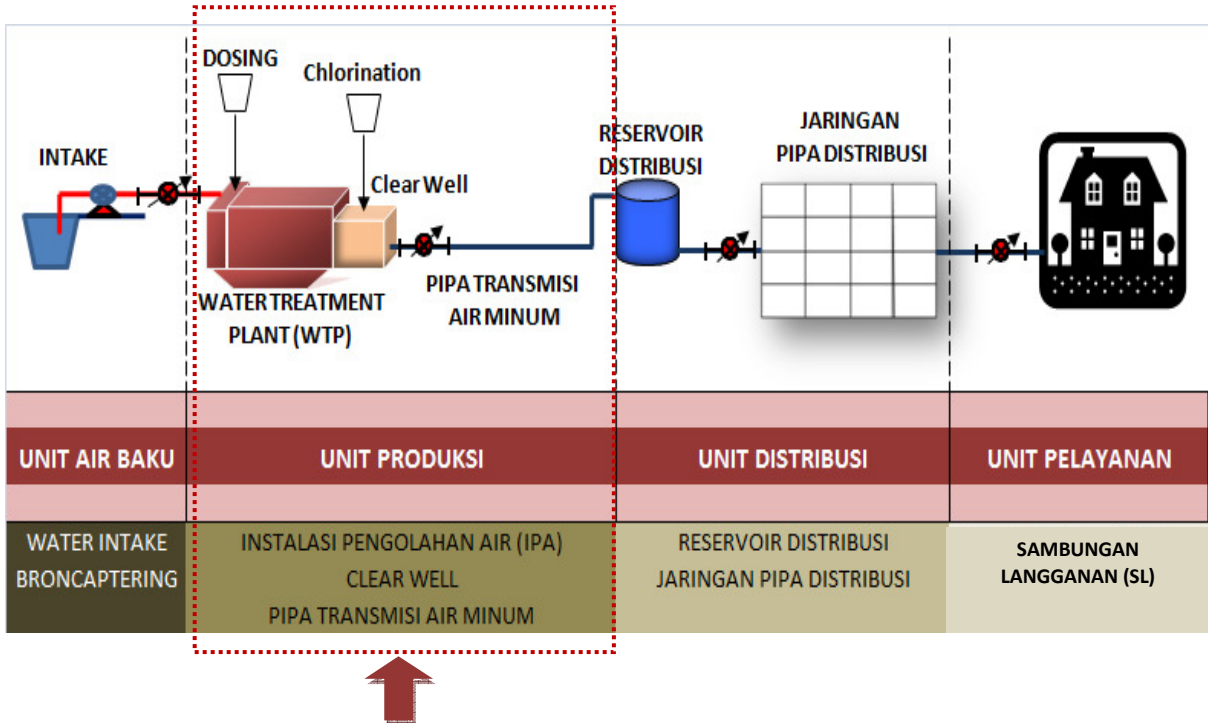 DOSING
Chlorination
INTAKE
Clear Well
WATER TREATMENT
PLANT (WTP)
PIPA TRANSMISI
AIR MINUM
RESERVOIR
DISTRIBUSI
JARINGAN
PIPA DISTRIBUSI
UNIT AIR BAKU
UNIT PRODUKSI
UNIT DISTRIBUSI
UNIT PELAYANAN
WATER INTAKE
BRONCAPTERING
INSTALASI PENGOLAHAN AIR (IPA)
CLEAR WELL
PIPA TRANSMISI AIR MINUM
RESERVOIR DISTRIBUSI
JARINGAN PIPA DISTRIBUSI
SAMBUNGAN
LANGGANAN (SL)